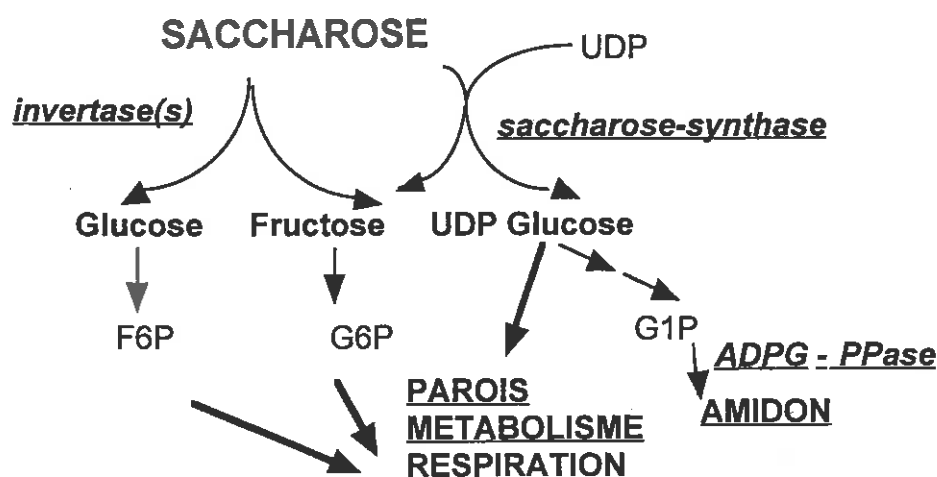 SACCHAROSE
UDP
invertase(s)
saccharose-synthase
Glucose Fructose UDP Glucose
F6P G6P G1P
ADPG - PPase
PAROIS
AMIDON
METABOLISME
RESPIRATION